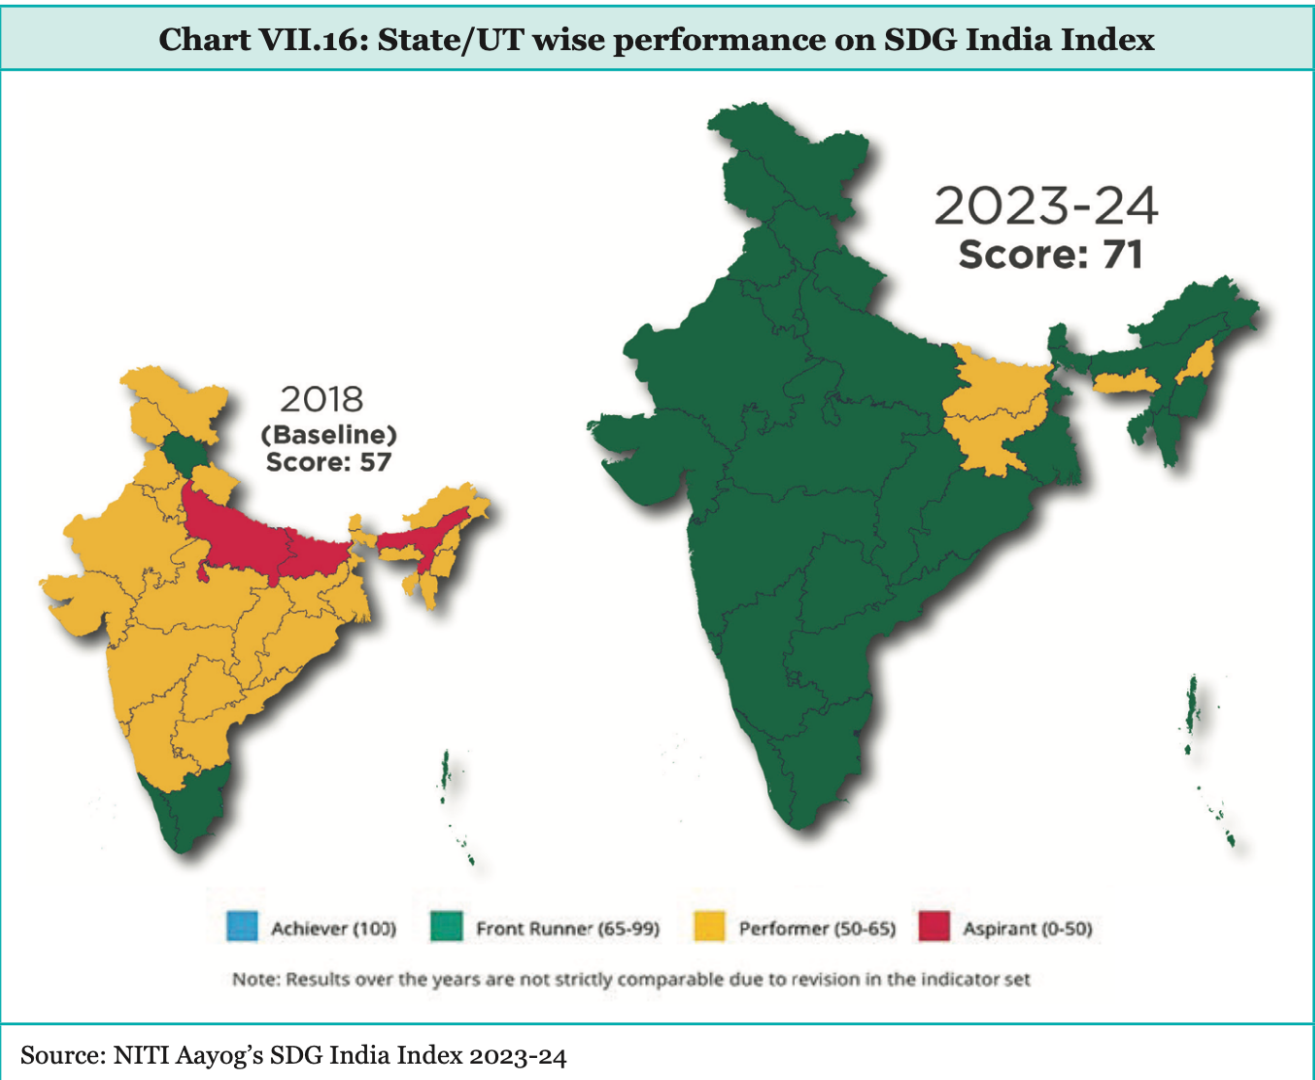 Chart VII.16: State/UT wise performance on SDG India Index
2023-24
Score: 71
2018
(Baseline)
Score: 57
Achiever (100) Front Runner (65-99) Performer (50-65) Aspirant (0-50)
Note: Results over the years are not strictly comparable due to revision in the indicator set
Source: NITI Aayog’s SDG India Index 2023-24